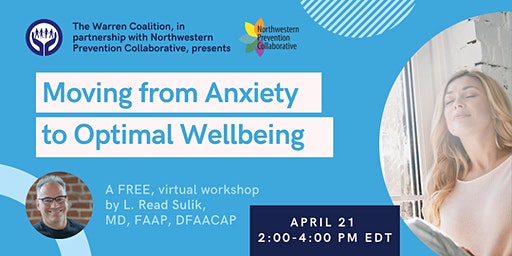 The Warren Coalition, in
partnership with Northwestern
Prevention Collaborative, presents
Northwestern
Prevention
Collaborative
Moving from Anxiety
to Optimal Wellbeing
A FREE, virtual workshop
by L. Read Sulik,
MD, FAAP, DFAACAP
APRIL 21
2:00-4:00 PM EDT